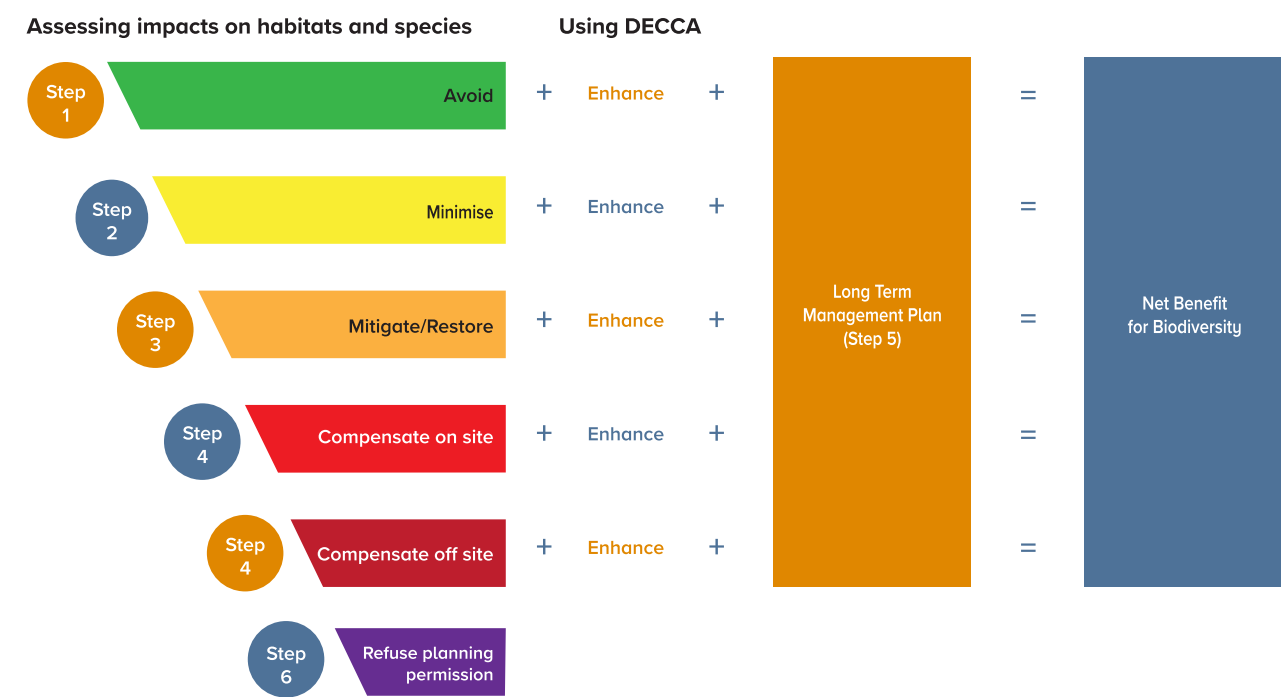 Assessing impacts on habitats and species
Using DECCA
Step
1
Avoid
+ Enhance +
=
Step
2
Minimise
+ Enhance +
=
Step
3
Mitigate/Restore
+ Enhance +
=
Long Term
Management Plan
(Step 5)
Net Benefit
for Biodiversity
Step
4
Compensate on site
+ Enhance +
=
Step
4
Compensate off site
+ Enhance +
=
Step
6
Refuse planning
permission